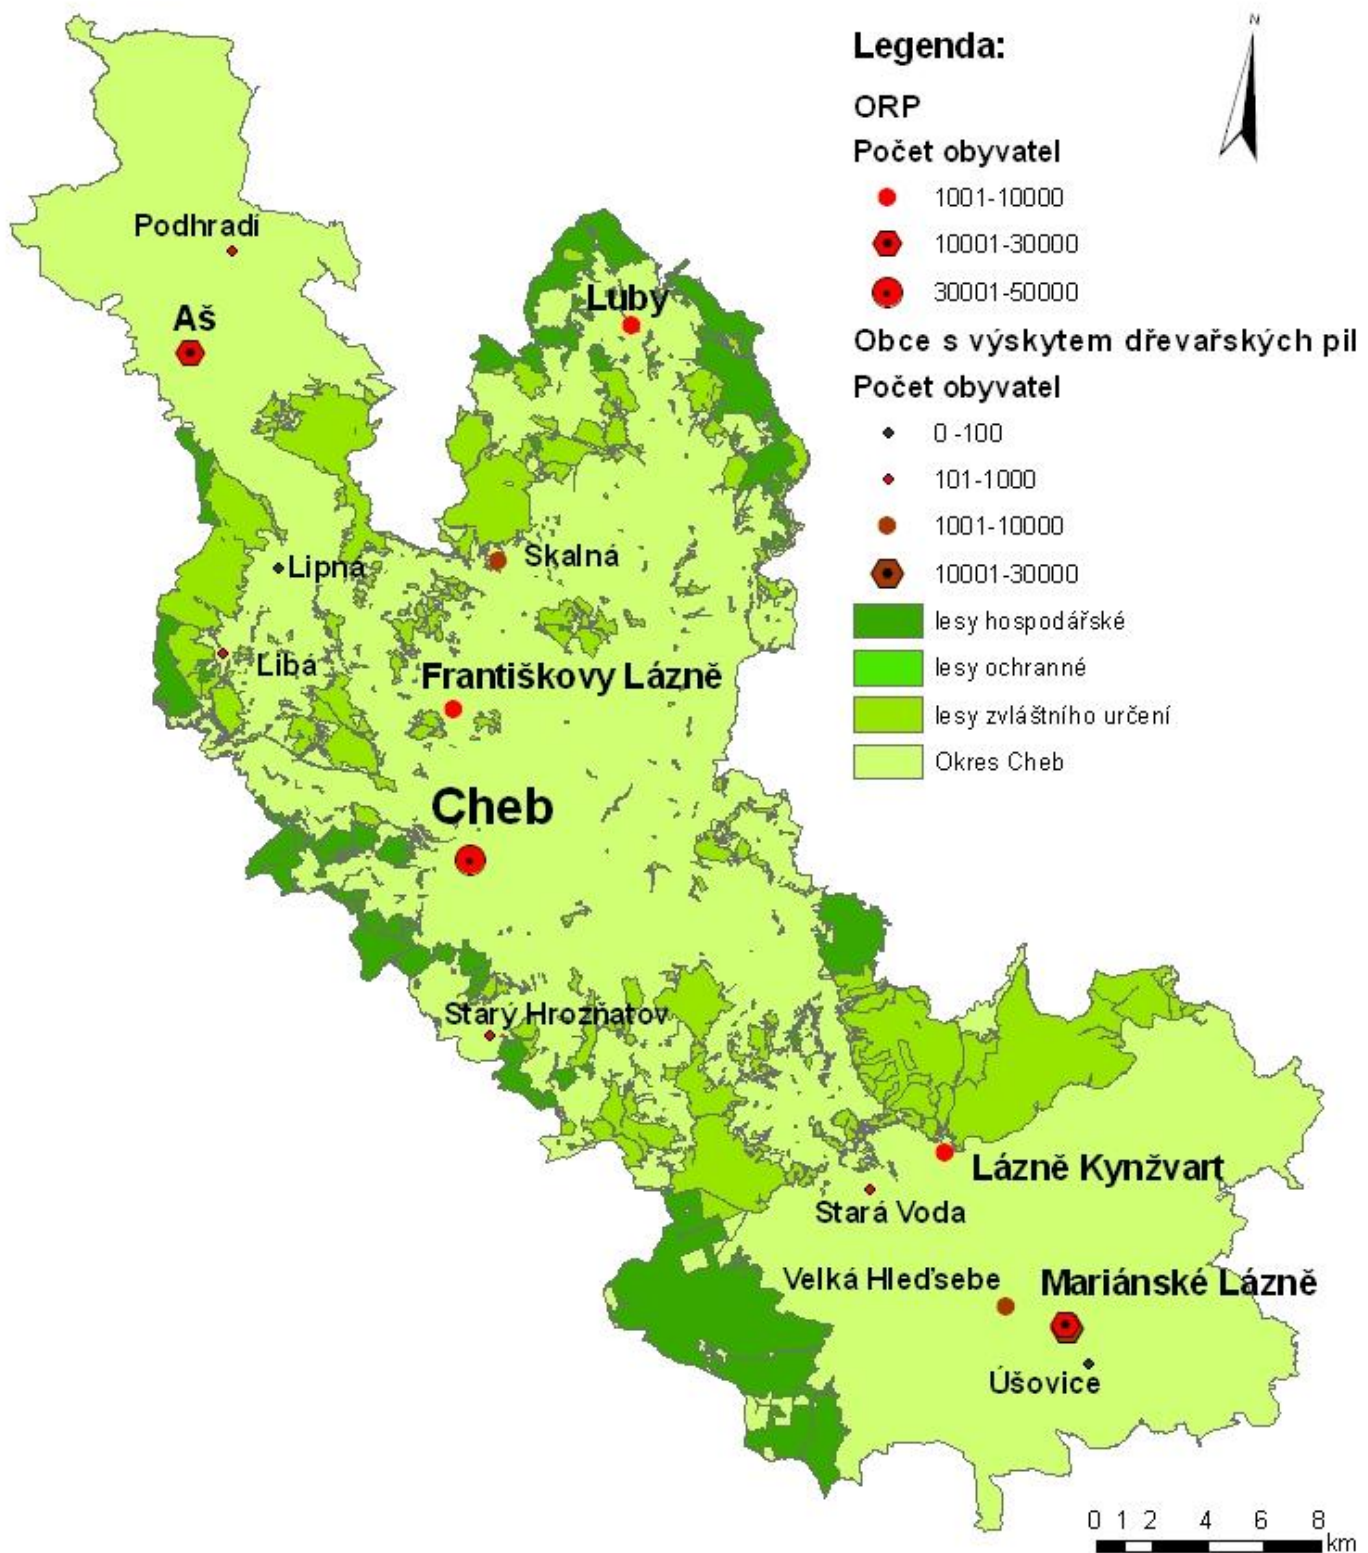 N
Legenda:
ORP
Počet obyvatel
1001-10000
10001-30000
30001-50000
Obce s výskytem dřevařských pil
Počet obyvatel
0 -100
101-1000
1001-10000
10001-30000
lesy hospodářské
lesy ochranné
lesy zvláštního určení
Okres Cheb
Podhradí
Aš
Luby
Lipná
Skalná
Libá
Františkovy Lázně
Cheb
Starý Hrozňatov
Lázně Kynžvart
Stará Voda
Velká Hleďsebe
Mariánské Lázně
Úšovice
0 1 2 4 6 8
km